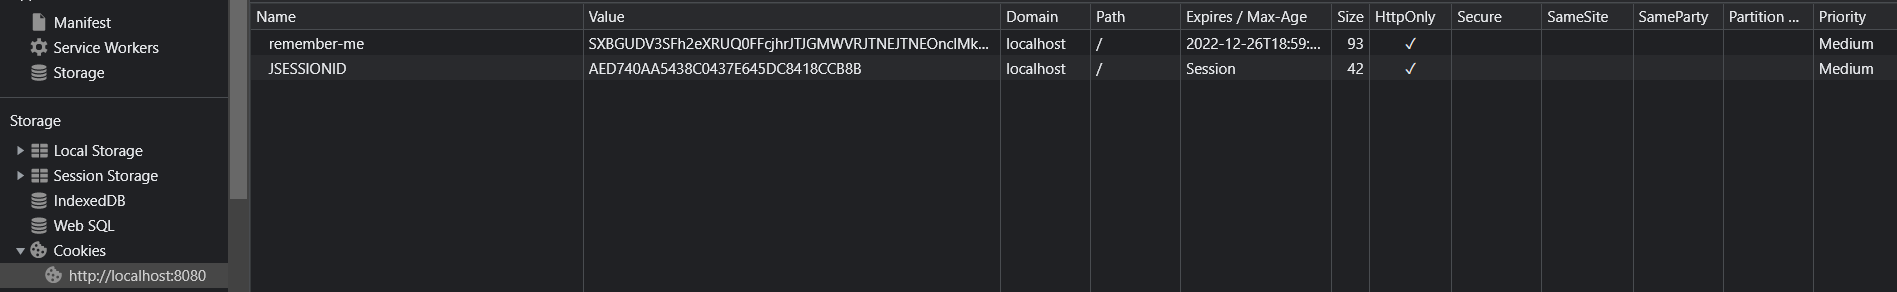 Manifest
Service Workers
Storage
Storage
Local Storage
Session Storage
IndexedDB
Web SQL
Cookies
http://localhost:8080
Name Value Domain Path Expires / Max-Age Size HttpOnly Secure SameSite SameParty Partition ... Priority
remember-me SXBGUDV3SFh2eXRUQ0FFcjhrJTJGMWVRJTNEJTNEOnclMk... localhost / 2022-12-26T18:59:... 93 ✓ Medium
JSESSIONID AED740AA5438C0437E645DC8418CCB8B localhost / Session 42 ✓ Medium